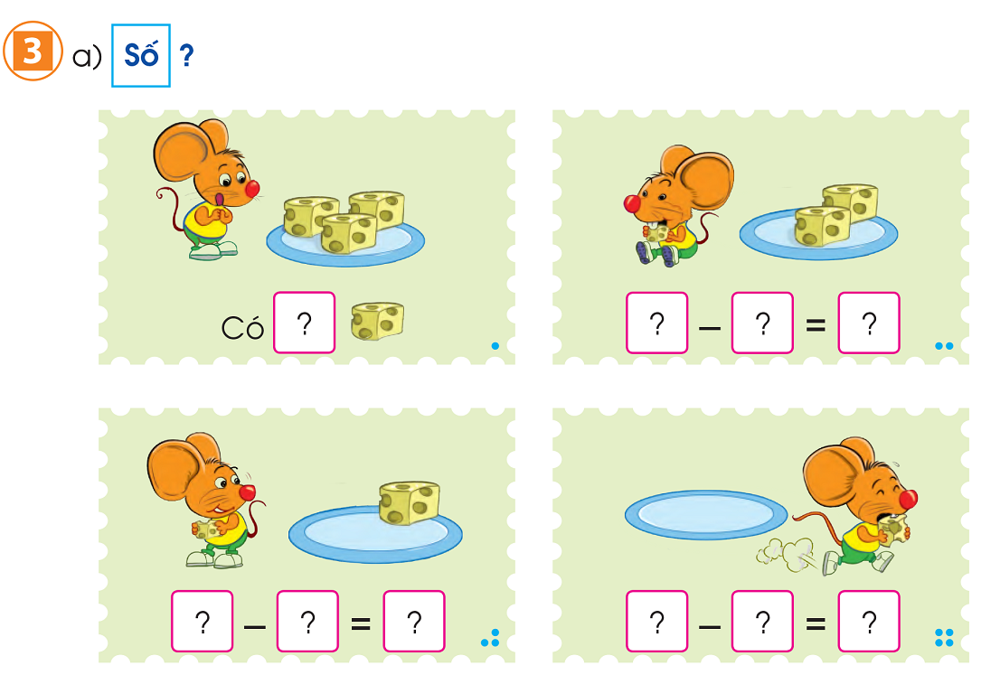 3 a) Số ?
Có ?
? – ? = ?
? – ? = ?
? – ? = ?